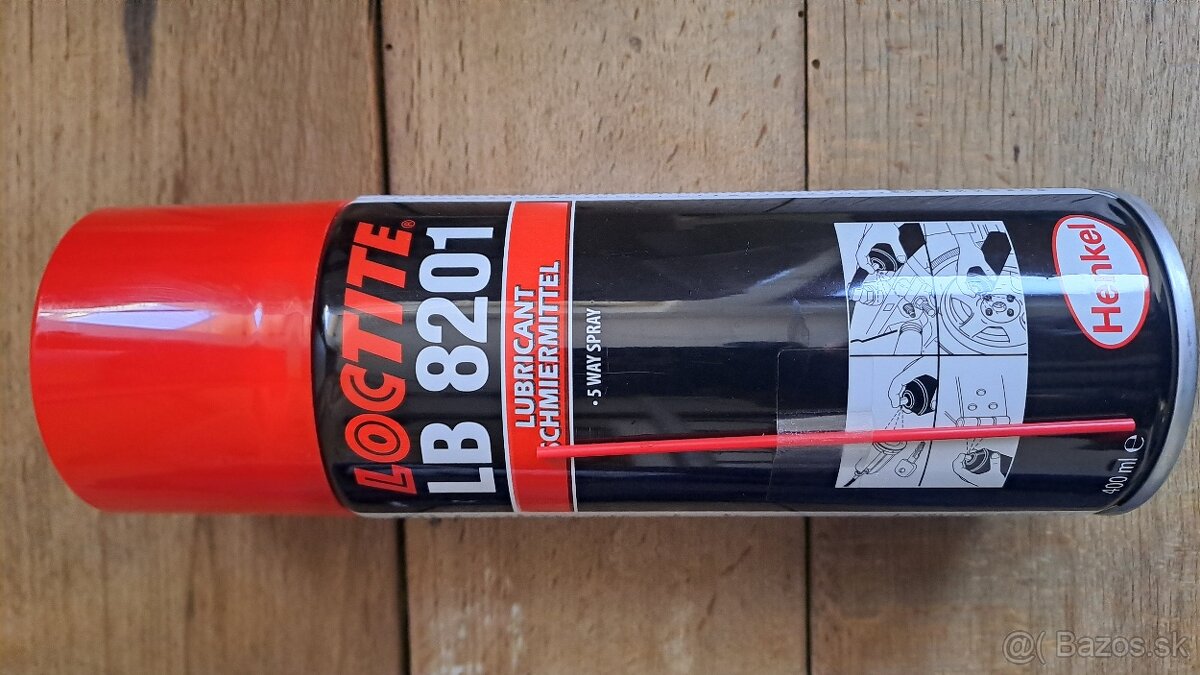 LOCTITE®
LB 8201
LUBRICANT
SCHMIERMITTEL
• 5 WAY SPRAY
Henkel
400 ml ℮
@( Bazos.sk